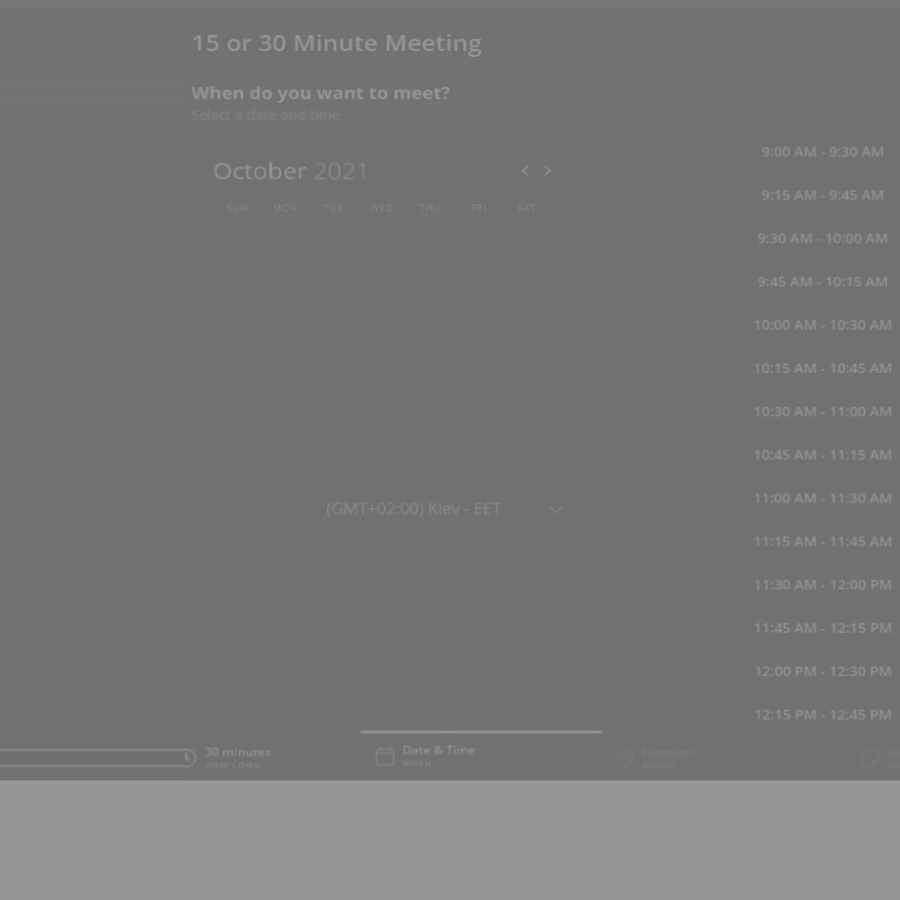 15 or 30 Minute Meeting
When do you want to meet?
Select a date and time
October 2021
SUN MON TUE WED THU FRI SAT
(GMT+02:00) Kiev - EET
9:00 AM - 9:30 AM
9:15 AM - 9:45 AM
9:30 AM - 10:00 AM
9:45 AM - 10:15 AM
10:00 AM - 10:30 AM
10:15 AM - 10:45 AM
10:30 AM - 11:00 AM
10:45 AM - 11:15 AM
11:00 AM - 11:30 AM
11:15 AM - 11:45 AM
11:30 AM - 12:00 PM
11:45 AM - 12:15 PM
12:00 PM - 12:30 PM
12:15 PM - 12:45 PM
30 minutes
HOW LONG
Date & Time
WHEN
Location
WHERE